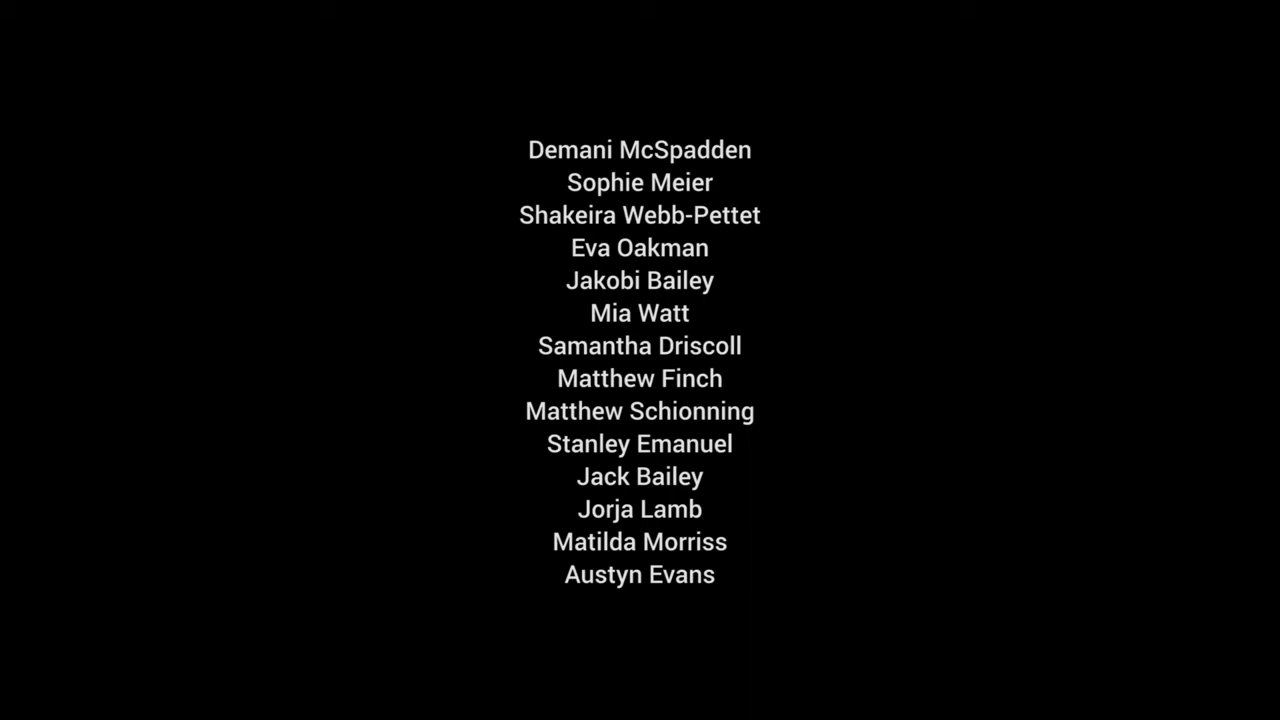 Demani McSpadden
Sophie Meier
Shakeira Webb-Pettet
Eva Oakman
Jakobi Bailey
Mia Watt
Samantha Driscoll
Matthew Finch
Matthew Schionning
Stanley Emanuel
Jack Bailey
Jorja Lamb
Matilda Morriss
Austyn Evans